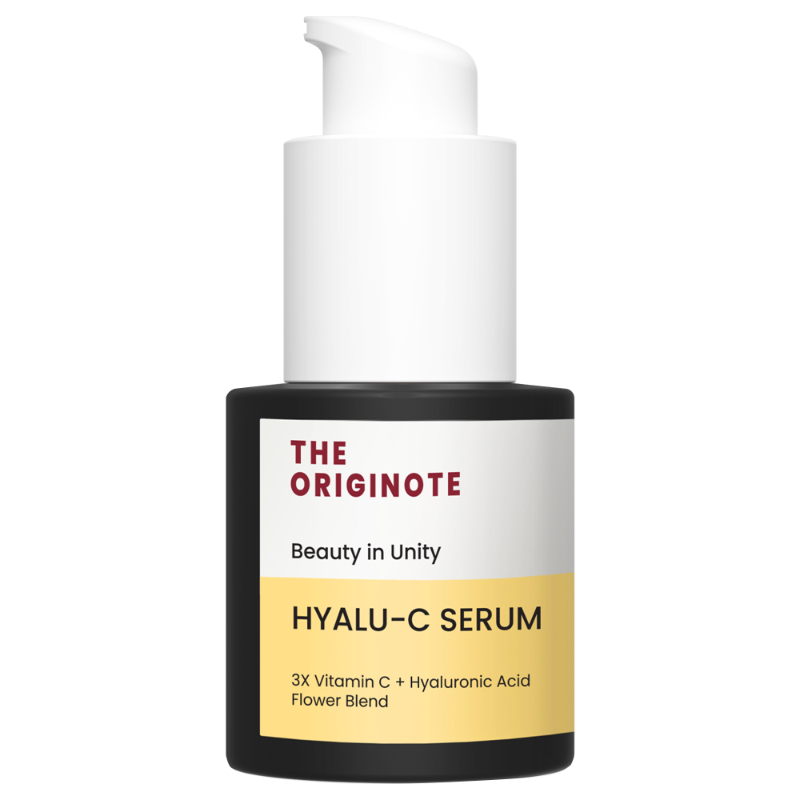 THE
ORIGINOTE
Beauty in Unity
HYALU-C SERUM
3X Vitamin C + Hyaluronic Acid
Flower Blend